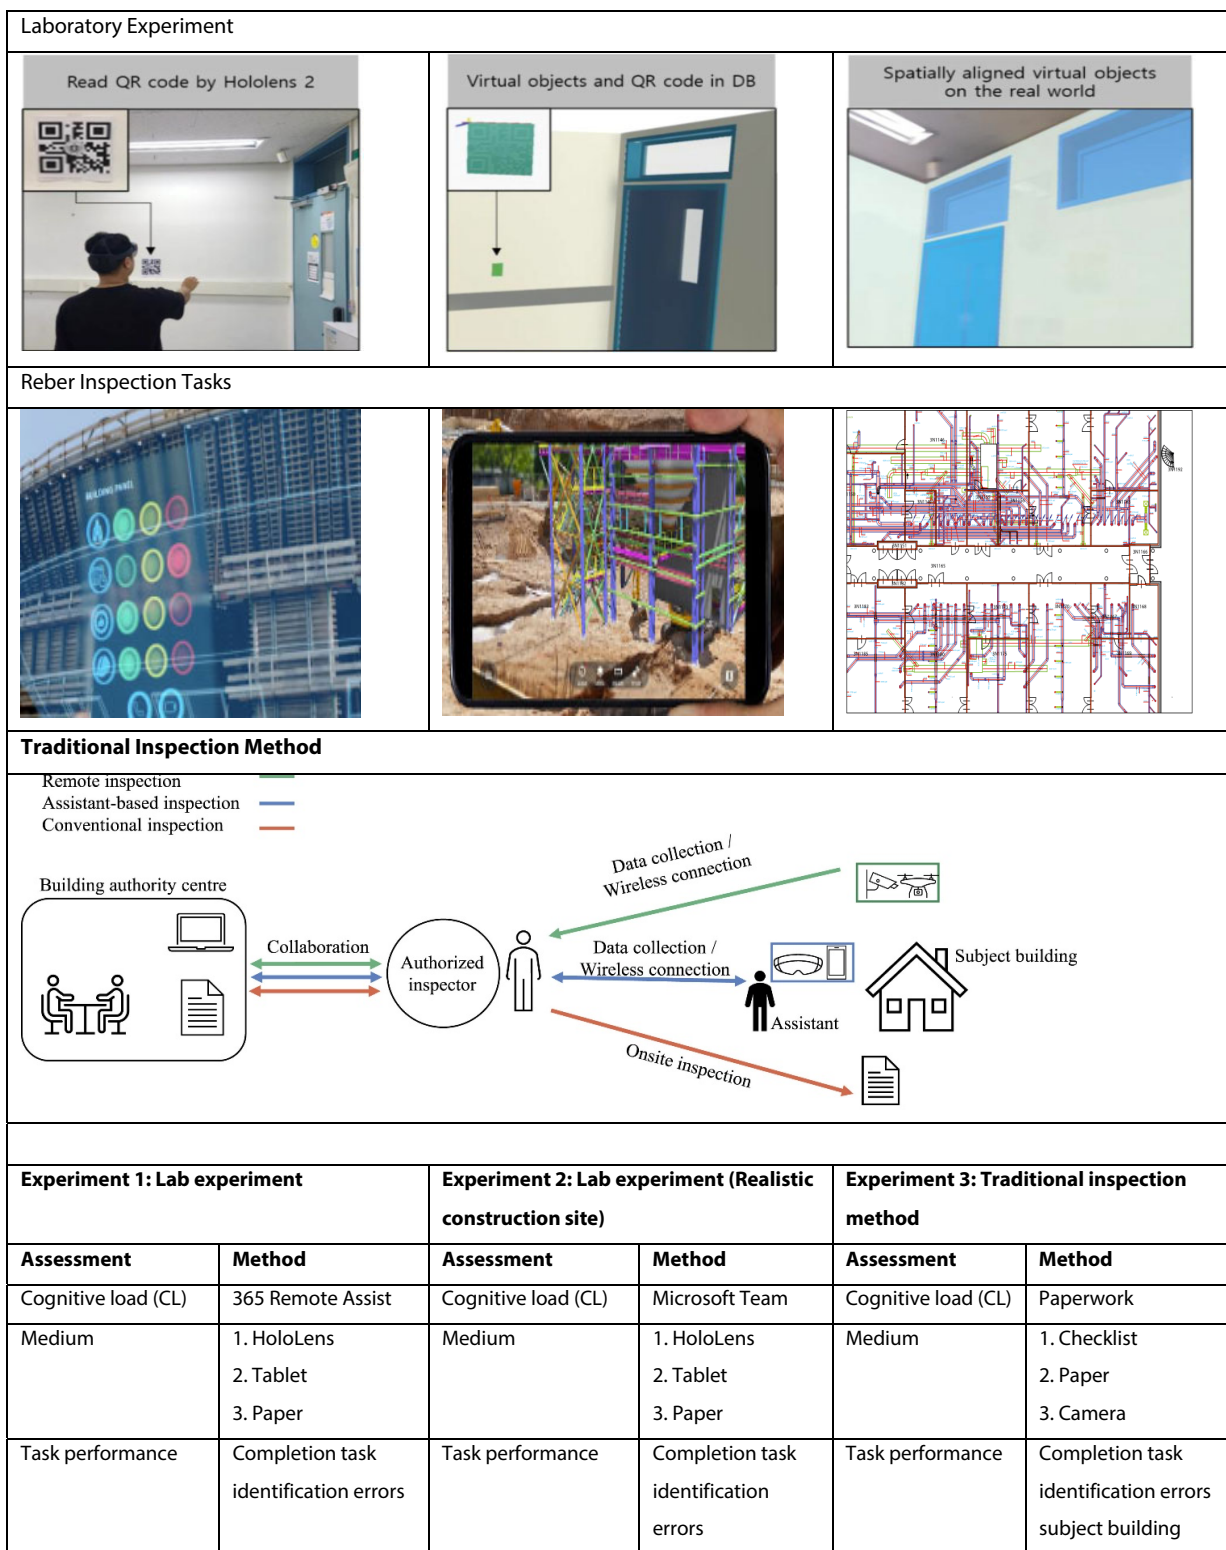 Laboratory Experiment
Read QR code by Hololens 2
Virtual objects and QR code in DB
Spatially aligned virtual objects
on the real world
Reber Inspection Tasks
BUILDING PANEL
3N1146
3N1192
3N1166
3N1165
3N1168
Traditional Inspection Method
Remote inspection
Assistant-based inspection
Conventional inspection
Building authority centre
Collaboration
Authorized
inspector
Data collection /
Wireless connection
Data collection /
Wireless connection
Assistant
Subject building
Onsite inspection
Experiment 1: Lab experiment
Experiment 2: Lab experiment (Realistic
construction site)
Experiment 3: Traditional inspection
method
Assessment
Method
Assessment
Method
Assessment
Method
Cognitive load (CL)
365 Remote Assist
Cognitive load (CL)
Microsoft Team
Cognitive load (CL)
Paperwork
Medium
1. HoloLens
2. Tablet
3. Paper
Medium
1. HoloLens
2. Tablet
3. Paper
Medium
1. Checklist
2. Paper
3. Camera
Task performance
Completion task
identification errors
Task performance
Completion task
identification
errors
Task performance
Completion task
identification errors
subject building